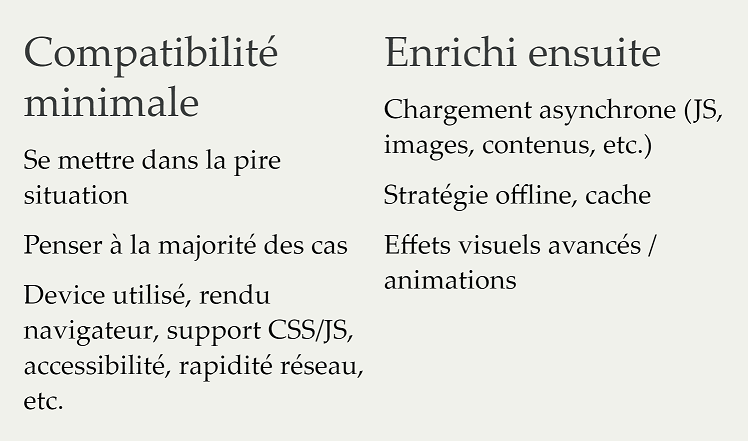 Compatibilité
minimale
Se mettre dans la pire
situation
Penser à la majorité des cas
Device utilisé, rendu
navigateur, support CSS/JS,
accessibilité, rapidité réseau,
etc.
Enrichi ensuite
Chargement asynchrone (JS,
images, contenus, etc.)
Stratégie offline, cache
Effets visuels avancés /
animations